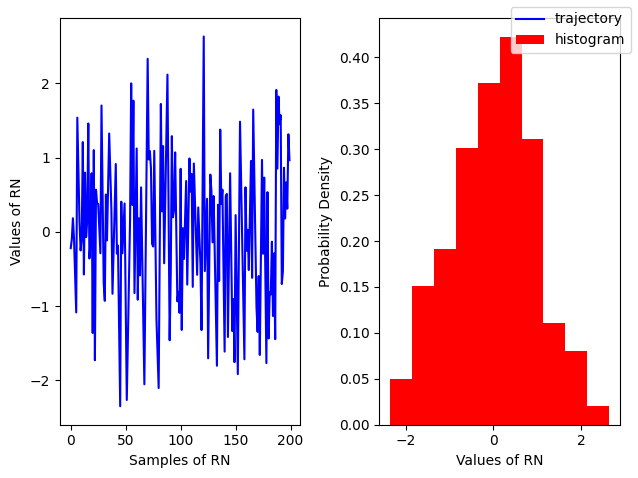 trajectory
histogram
2
1
0
−1
−2
Values of RN
0 50 100 150 200
Samples of RN
0.40
0.35
0.30
0.25
0.20
0.15
0.10
0.05
0.00
Probability Density
−2 0 2
Values of RN